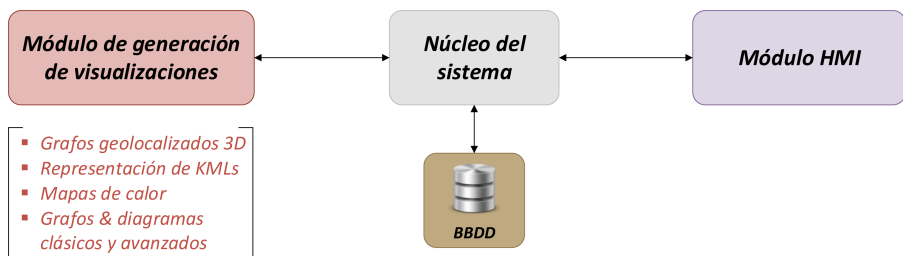 Módulo de generación
de visualizaciones
Núcleo del
sistema
Módulo HMI
Grafos geolocalizados 3D
Representación de KMLs
Mapas de calor
Grafos & diagramas
clásicos y avanzados
BBDD